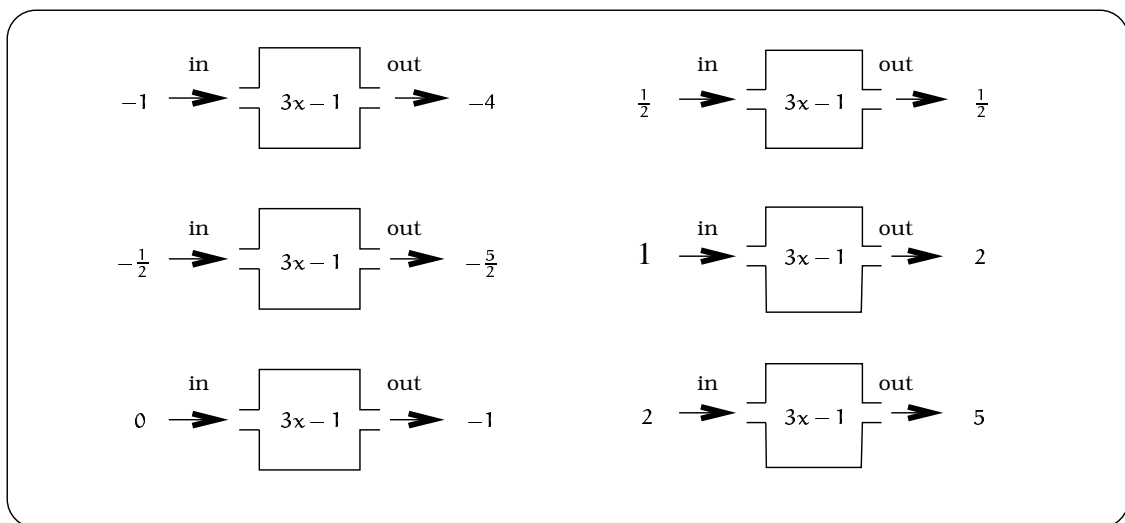 in out
−1 3x − 1 −4
in out
1/2 3x − 1 1/2
in out
−1/2 3x − 1 −5/2
in out
1 3x − 1 2
in out
0 3x − 1 −1
in out
2 3x − 1 5